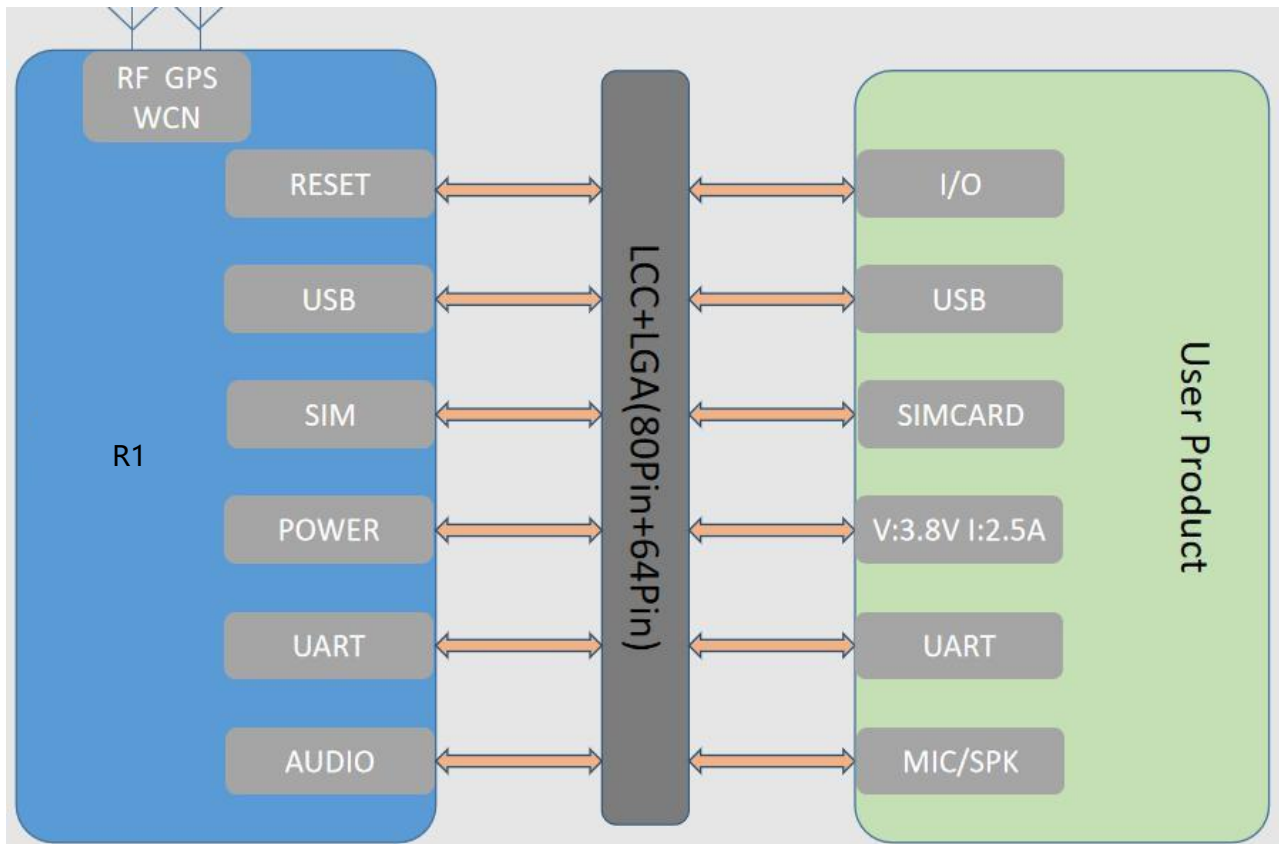 RF GPS
WCN
RESET
USB
SIM
R1
POWER
UART
AUDIO
LCC+LGA(80Pin+64Pin)
I/O
USB
SIMCARD
V:3.8V I:2.5A
UART
MIC/SPK
User Product